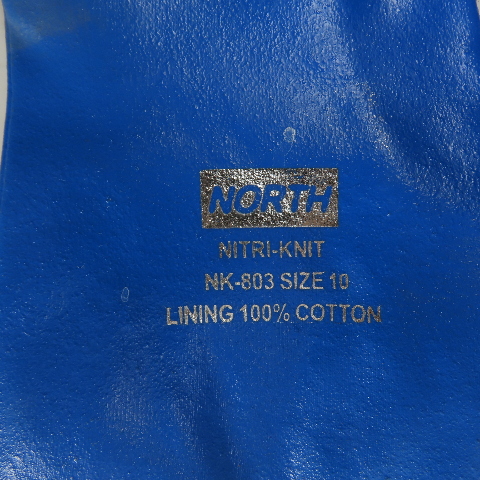 NORTH
NITRI-KNIT
NK-803 SIZE 10
LINING 100% COTTON